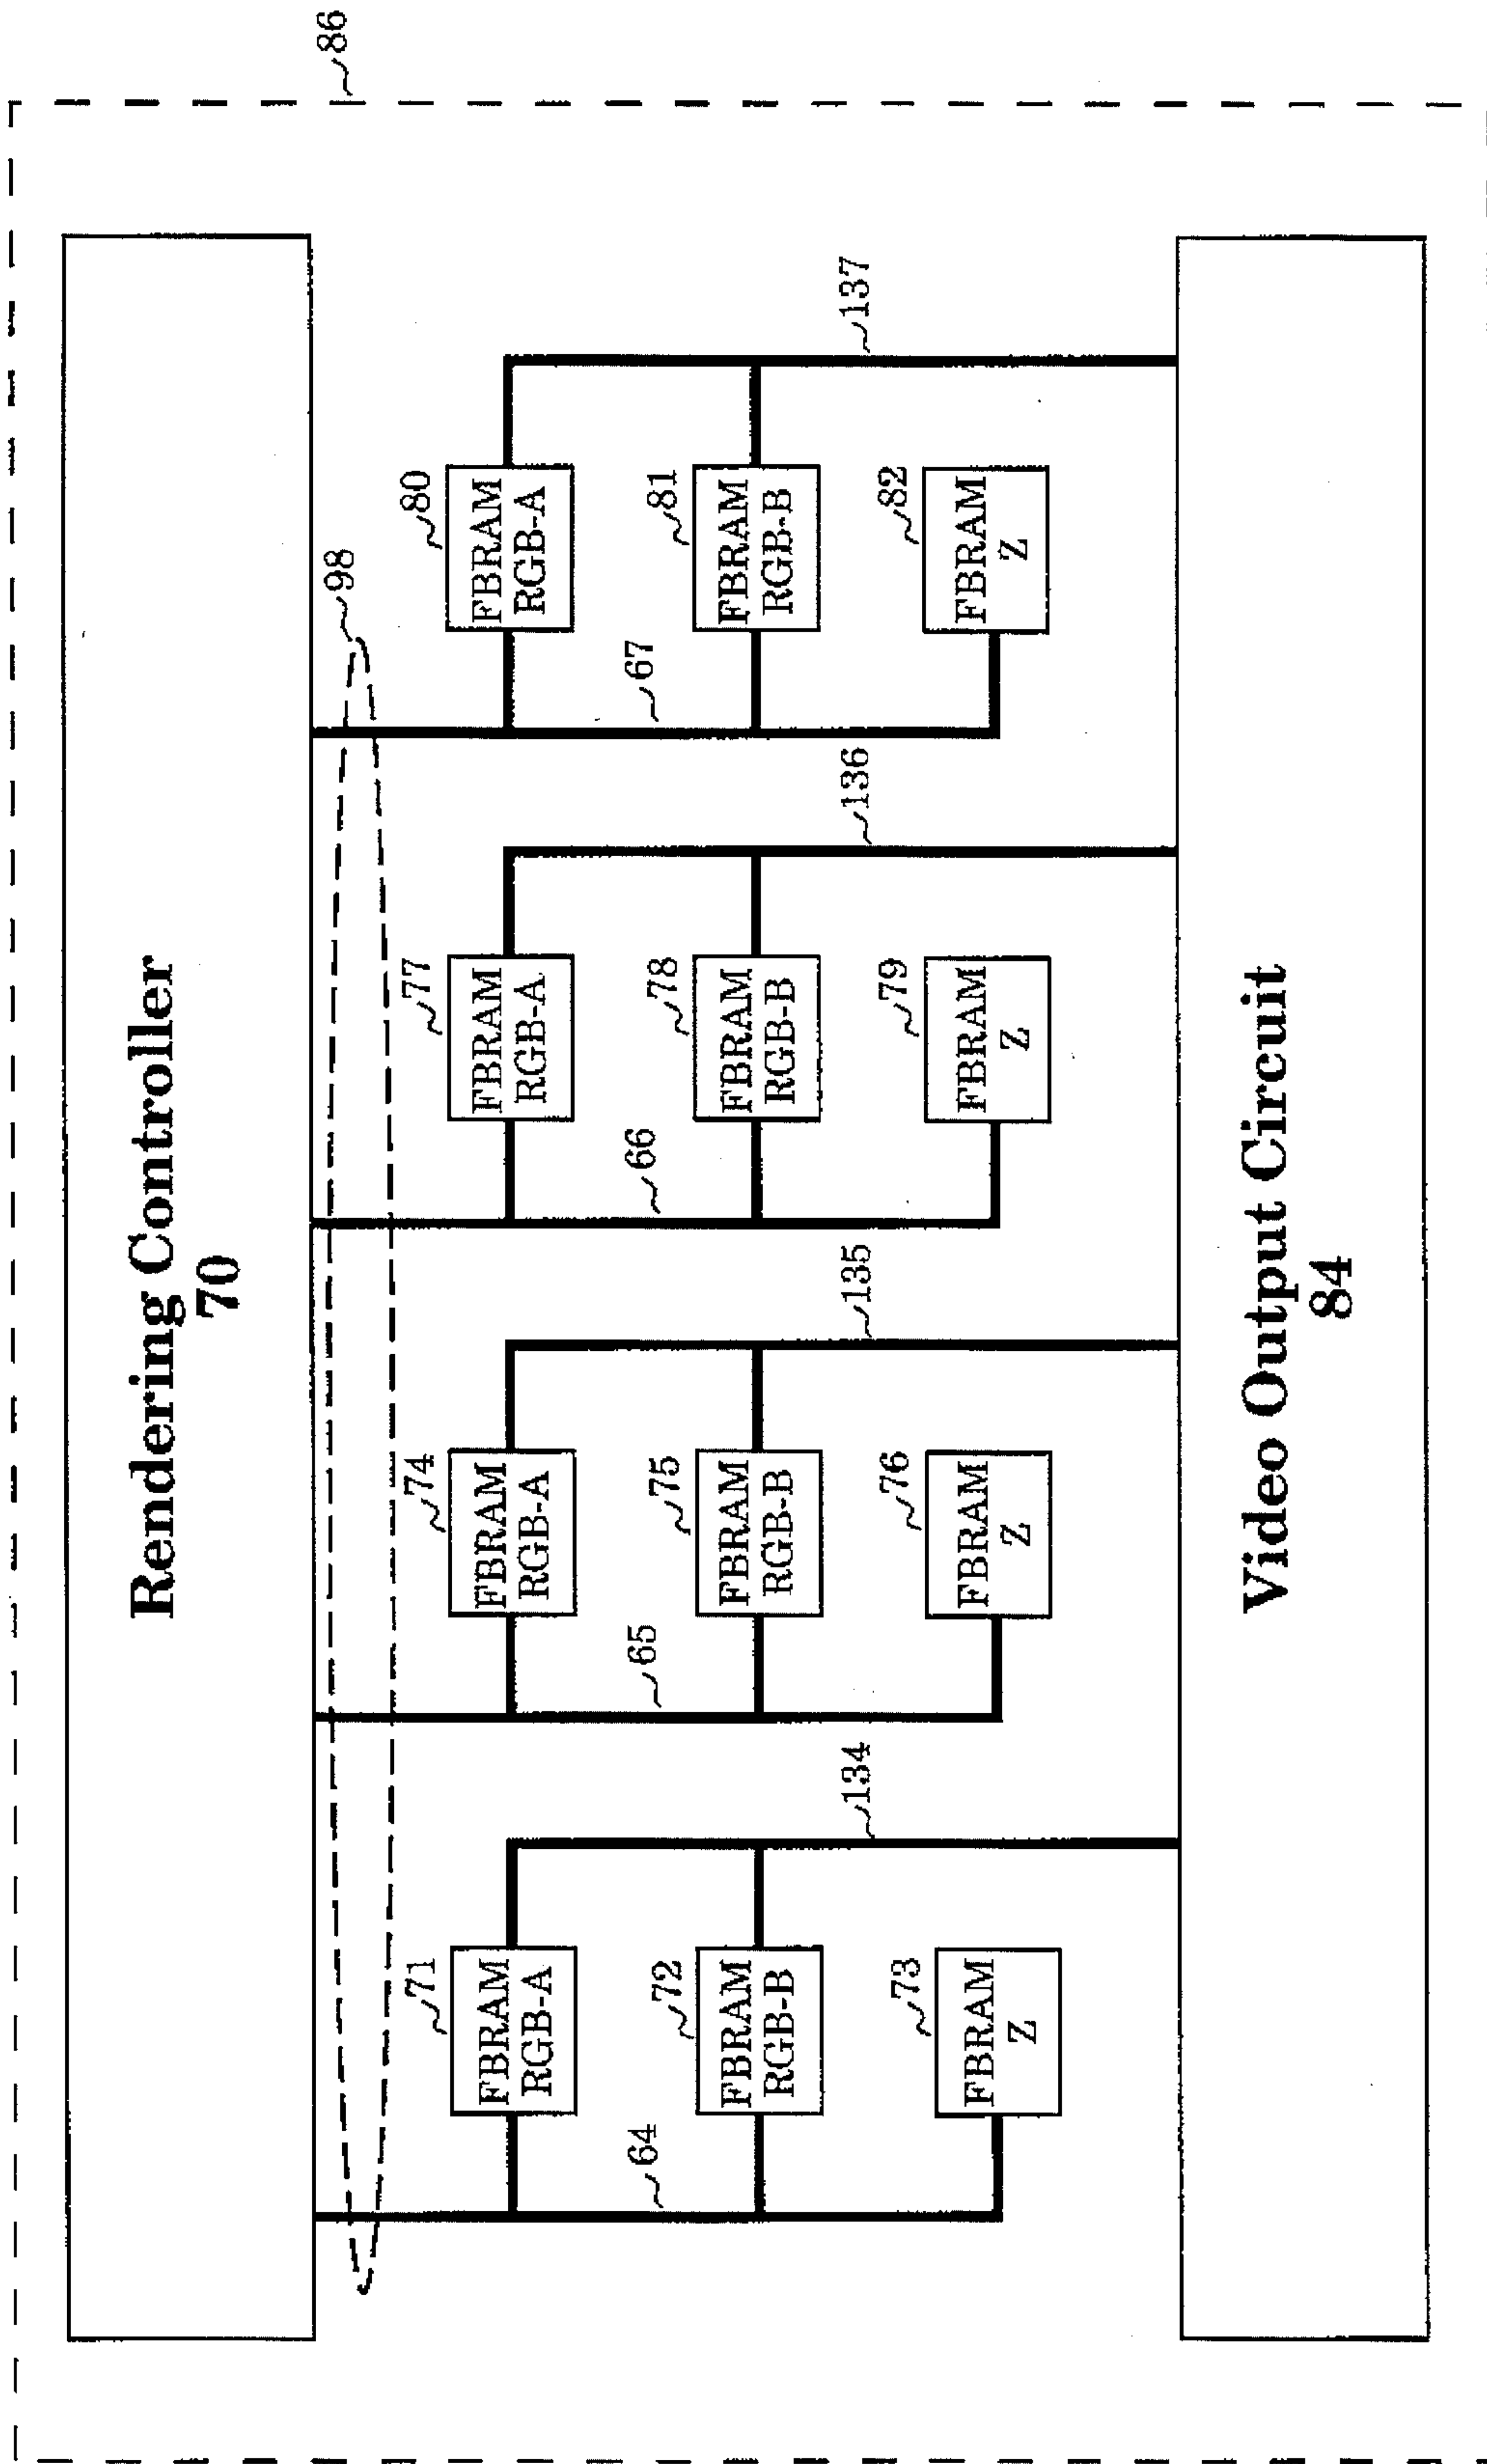 86
Rendering Controller
70
98
71
FBRAM
RGB-A
74
FBRAM
RGB-A
77
FBRAM
RGB-A
80
FBRAM
RGB-A
64
72
FBRAM
RGB-B
65
75
FBRAM
RGB-B
66
78
FBRAM
RGB-B
67
81
FBRAM
RGB-B
73
FBRAM
Z
134
76
FBRAM
Z
135
79
FBRAM
Z
136
82
FBRAM
Z
137
Video Output Circuit
84